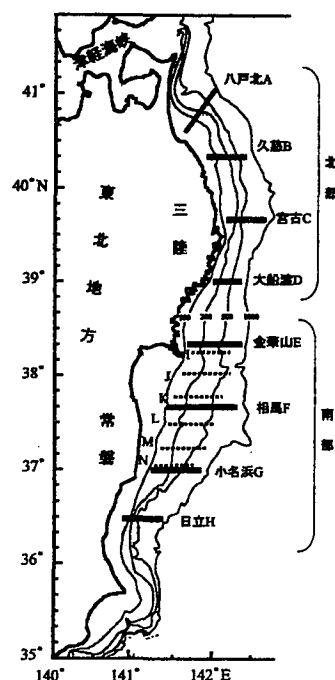 津軽海峡
41°
八戸北A
久慈B
40°N
北部
東北地方
三陸
宮古C
大船渡D
39°
金華山E
I
38°
J
K
相馬F
L
南部
常磐
M
N
37°
小名浜G
日立H
36°
35°
140°
141°
142°E